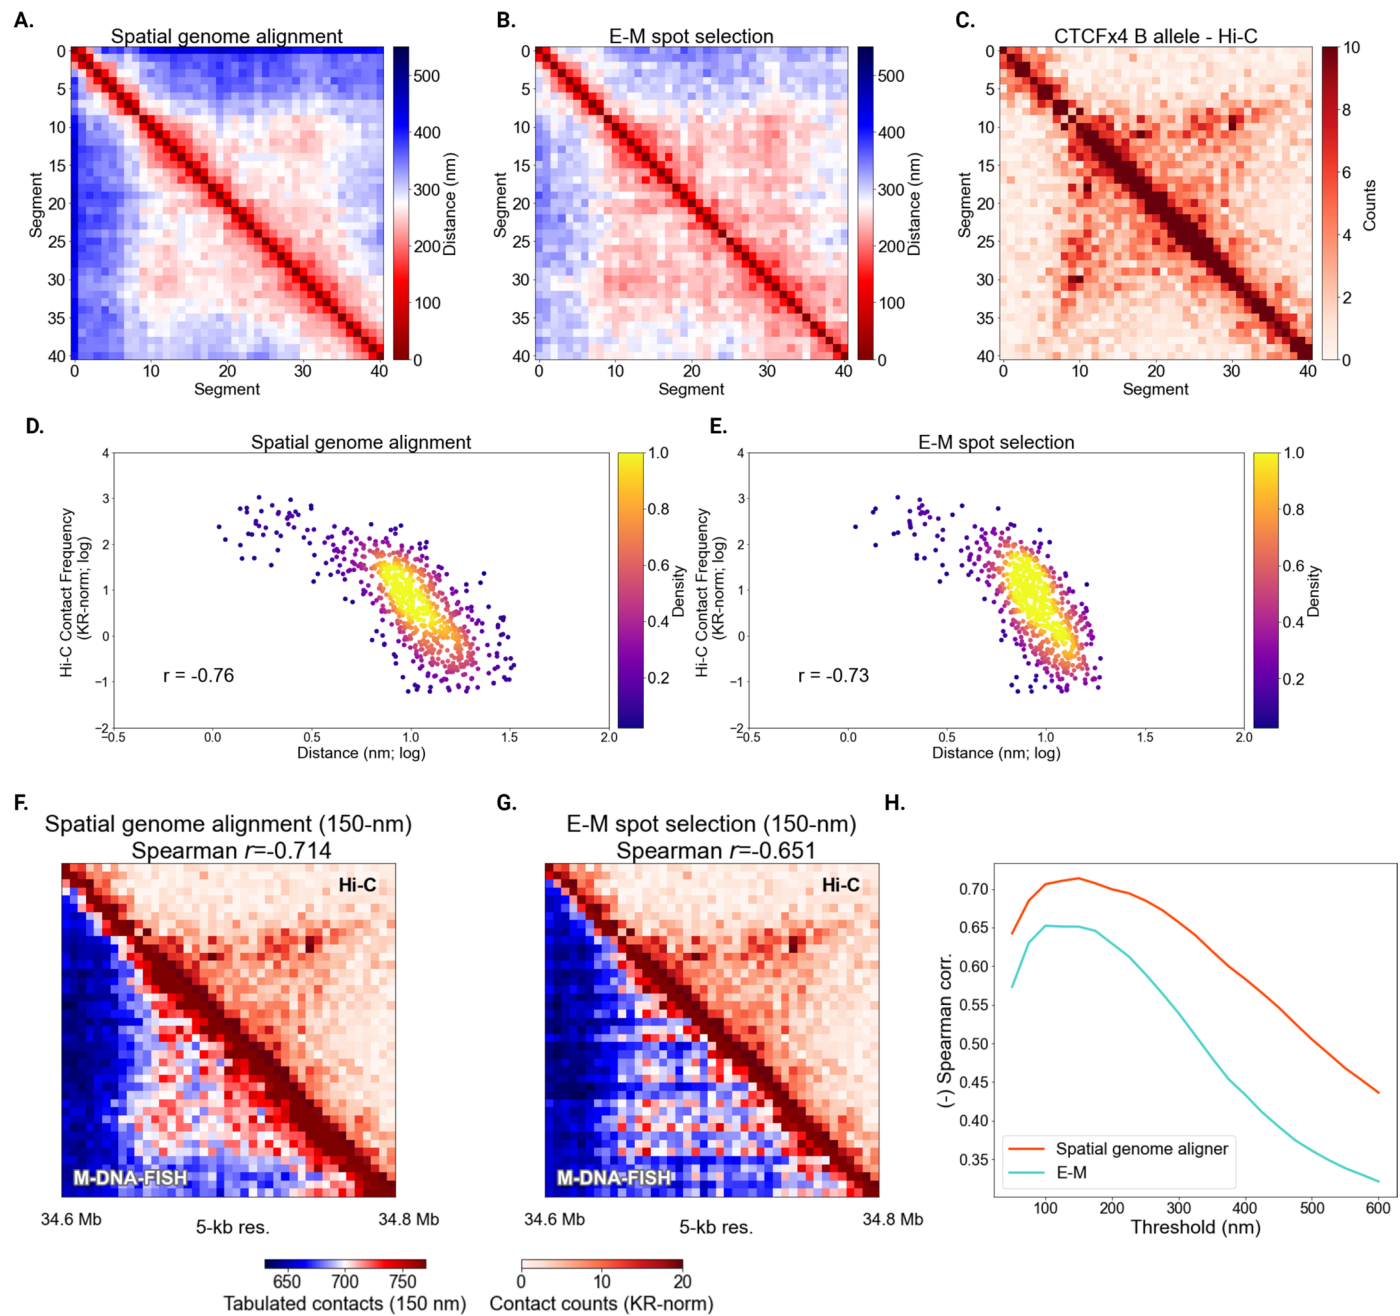 A.
Spatial genome alignment
0
5
10
15
20
25
30
35
40
Segment
0
10
20
30
40
Segment
500
400
300
200
100
0
Distance (nm)
B.
E-M spot selection
0
5
10
15
20
25
30
35
40
Segment
0
10
20
30
40
Segment
500
400
300
200
100
0
Distance (nm)
C.
CTCFx4 B allele - Hi-C
0
5
10
15
20
25
30
35
40
Segment
0
10
20
30
40
Segment
10
8
6
4
2
0
Counts
D.
Spatial genome alignment
4
3
2
1
0
−1
−2
Hi-C Contact Frequency
(KR-norm; log)
r = -0.76
−0.5
0.0
0.5
1.0
1.5
2.0
Distance (nm; log)
1.0
0.8
0.6
0.4
0.2
Density
E.
E-M spot selection
4
3
2
1
0
−1
−2
Hi-C Contact Frequency
(KR-norm; log)
r = -0.73
−0.5
0.0
0.5
1.0
1.5
2.0
Distance (nm; log)
1.0
0.8
0.6
0.4
0.2
Density
F.
Spatial genome alignment (150-nm)
Spearman r=-0.714
Hi-C
M-DNA-FISH
34.6 Mb
5-kb res.
34.8 Mb
G.
E-M spot selection (150-nm)
Spearman r=-0.651
Hi-C
M-DNA-FISH
34.6 Mb
5-kb res.
34.8 Mb
650
700
750
Tabulated contacts (150 nm)
0
10
20
Contact counts (KR-norm)
H.
0.70
0.65
0.60
0.55
0.50
0.45
0.40
0.35
(-) Spearman corr.
Spatial genome aligner
E-M
100
200
300
400
500
600
Threshold (nm)